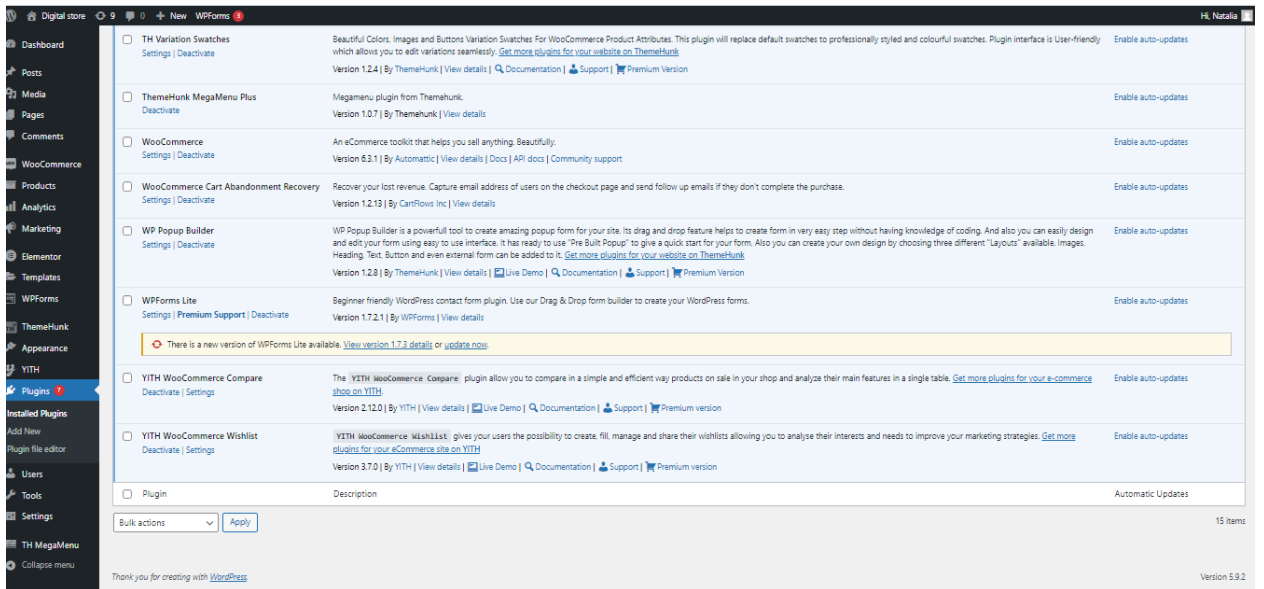 Digital store 9 0 + New WPForms 3 Hi, Natalia
Dashboard
Posts
Media
Pages
Comments
WooCommerce
Products
Analytics
Marketing
Elementor
Templates
WPForms
ThemeHunk
Appearance
YITH
Plugins 7
Installed Plugins
Add New
Plugin file editor
Users
Tools
Settings
TH MegaMenu
Collapse menu
TH Variation Swatches
Settings | Deactivate
Beautiful Colors, Images and Buttons Variation Swatches For WooCommerce Product Attributes. This plugin will replace default swatches to professionally styled and colourful swatches. Plugin interface is User-friendly
which allows you to edit variations seamlessly. Get more plugins for your website on ThemeHunk
Version 1.2.4 | By ThemeHunk | View details | Documentation | Support | Premium Version
Enable auto-updates
ThemeHunk MegaMenu Plus
Deactivate
Megamenu plugin from Themehunk.
Version 1.0.7 | By Themehunk | View details
Enable auto-updates
WooCommerce
Settings | Deactivate
An eCommerce toolkit that helps you sell anything. Beautifully.
Version 6.3.1 | By Automattic | View details | Docs | API docs | Community support
Enable auto-updates
WooCommerce Cart Abandonment Recovery
Settings | Deactivate
Recover your lost revenue. Capture email address of users on the checkout page and send follow up emails if they don't complete the purchase.
Version 1.2.13 | By CartFlows Inc | View details
Enable auto-updates
WP Popup Builder
Settings | Deactivate
WP Popup Builder is a powerfull tool to create amazing popup form for your site. Its drag and drop feature helps to create form in very easy step without having knowledge of coding. And also you can easily design
and edit your form using easy to use interface. It has ready to use "Pre Built Popup" to give a quick start for your form, Also you can create your own design by choosing three different "Layouts" available. Images,
Heading, Text, Button and even external form can be added to it. Get more plugins for your website on ThemeHunk
Version 1.2.8 | By ThemeHunk | View details | Live Demo | Documentation | Support | Premium Version
Enable auto-updates
WPForms Lite
Settings | Premium Support | Deactivate
Beginner friendly WordPress contact form plugin. Use our Drag & Drop form builder to create your WordPress forms.
Version 1.7.2.1 | By WPForms | View details
Enable auto-updates
There is a new version of WPForms Lite available. View version 1.7.3 details or update now.
YITH WooCommerce Compare
Deactivate | Settings
The YITH WooCommerce Compare plugin allow you to compare in a simple and efficient way products on sale in your shop and analyze their main features in a single table. Get more plugins for your e-commerce
shop on YITH.
Version 2.12.0 | By YITH | View details | Live Demo | Documentation | Support | Premium version
Enable auto-updates
YITH WooCommerce Wishlist
Deactivate | Settings
YITH WooCommerce Wishlist gives your users the possibility to create, fill, manage and share their wishlists allowing you to analyse their interests and needs to improve your marketing strategies. Get more
plugins for your eCommerce site on YITH
Version 3.7.0 | By YITH | View details | Live Demo | Documentation | Support | Premium version
Enable auto-updates
Plugin Description Automatic Updates
Bulk actions Apply 15 items
Thank you for creating with WordPress. Version 5.9.2